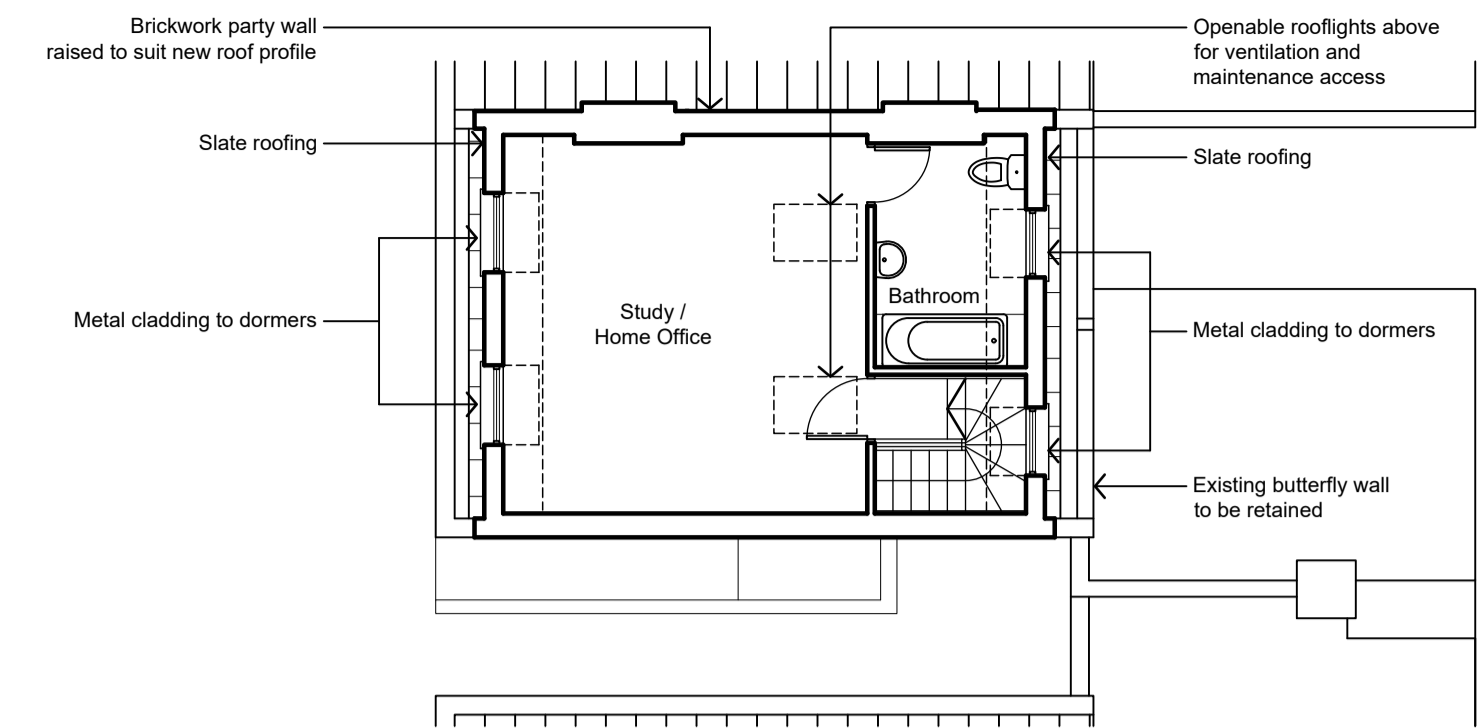 Brickwork party wall
raised to suit new roof profile
Openable rooflights above
for ventilation and
maintenance access
Slate roofing
Slate roofing
Metal cladding to dormers
Study /
Home Office
Bathroom
Metal cladding to dormers
Existing butterfly wall
to be retained